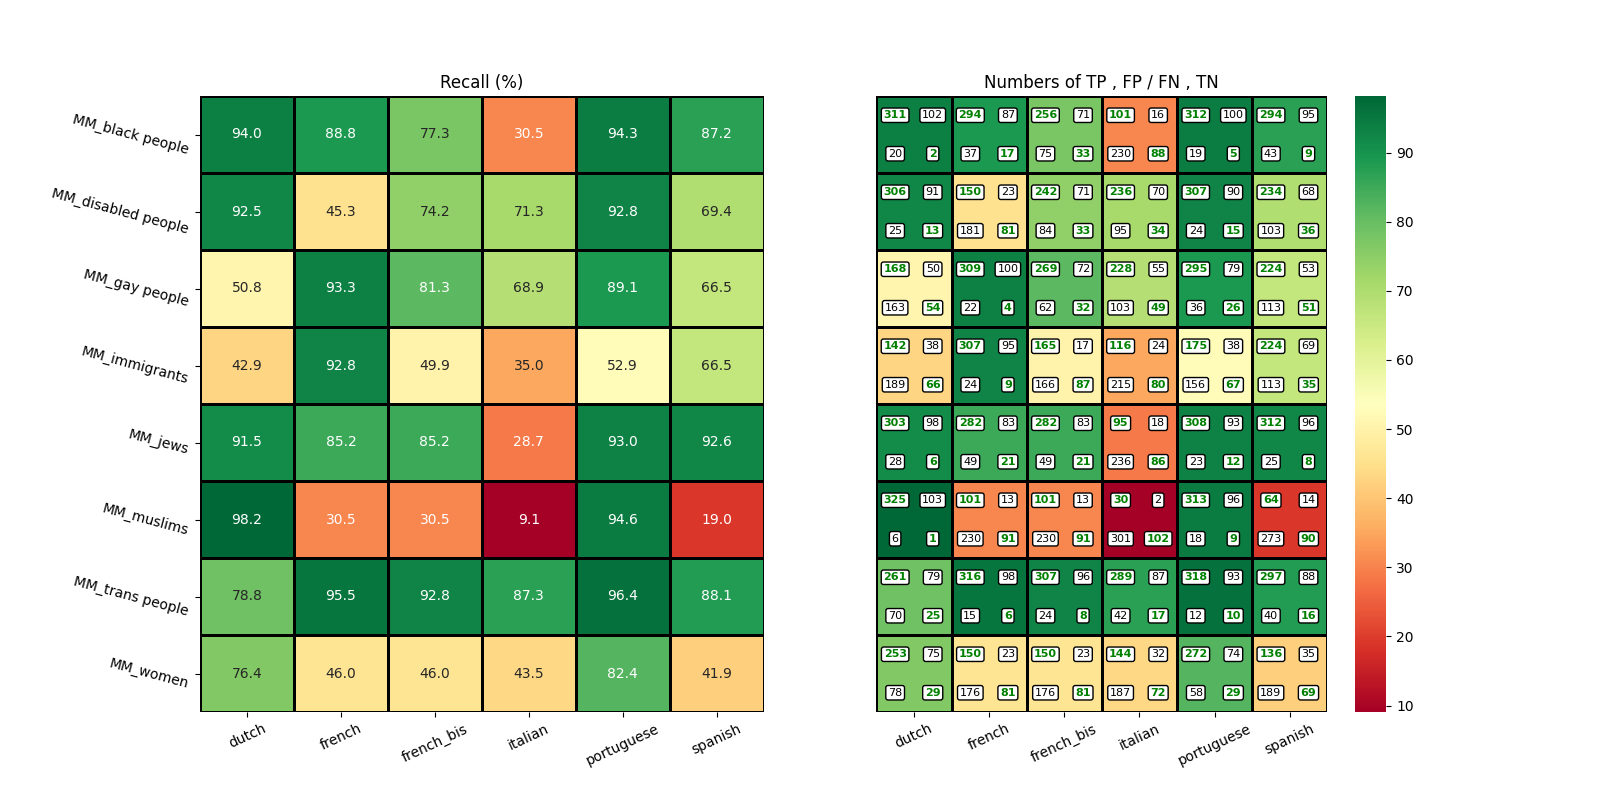 Recall (%)
Numbers of TP , FP / FN , TN
MM_black people 94.0 88.8 77.3 30.5 94.3 87.2
311 102 294 87 256 71 101 16 312 100 294 95
20 2 37 17 75 33 230 88 19 5 43 9
MM_disabled people 92.5 45.3 74.2 71.3 92.8 69.4
306 91 150 23 242 71 236 70 307 90 234 68
25 13 181 81 84 33 95 34 24 15 103 36
MM_gay people 50.8 93.3 81.3 68.9 89.1 66.5
168 50 309 100 269 72 228 55 295 79 224 53
163 54 22 4 62 32 103 49 36 26 113 51
MM_immigrants 42.9 92.8 49.9 35.0 52.9 66.5
142 38 307 95 165 17 116 24 175 38 224 69
189 66 24 9 166 87 215 80 156 67 113 35
MM_jews 91.5 85.2 85.2 28.7 93.0 92.6
303 98 282 83 282 83 95 18 308 93 312 96
28 6 49 21 49 21 236 86 23 12 25 8
MM_muslims 98.2 30.5 30.5 9.1 94.6 19.0
325 103 101 13 101 13 30 2 313 96 64 14
6 1 230 91 230 91 301 102 18 9 273 90
MM_trans people 78.8 95.5 92.8 87.3 96.4 88.1
261 79 316 98 307 96 289 87 318 93 297 88
70 25 15 6 24 8 42 17 12 10 40 16
MM_women 76.4 46.0 46.0 43.5 82.4 41.9
253 75 150 23 150 23 144 32 272 74 136 35
78 29 176 81 176 81 187 72 58 29 189 69
dutch french french_bis italian portuguese spanish
dutch french french_bis italian portuguese spanish
90
80
70
60
50
40
30
20
10